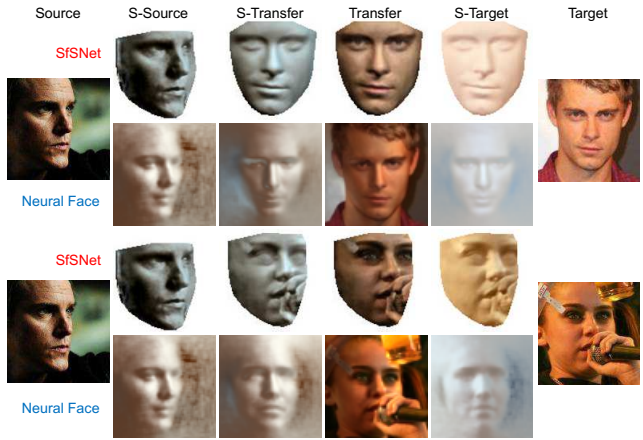 Source S-Source S-Transfer Transfer S-Target Target
SfSNet
Neural Face
SfSNet
Neural Face